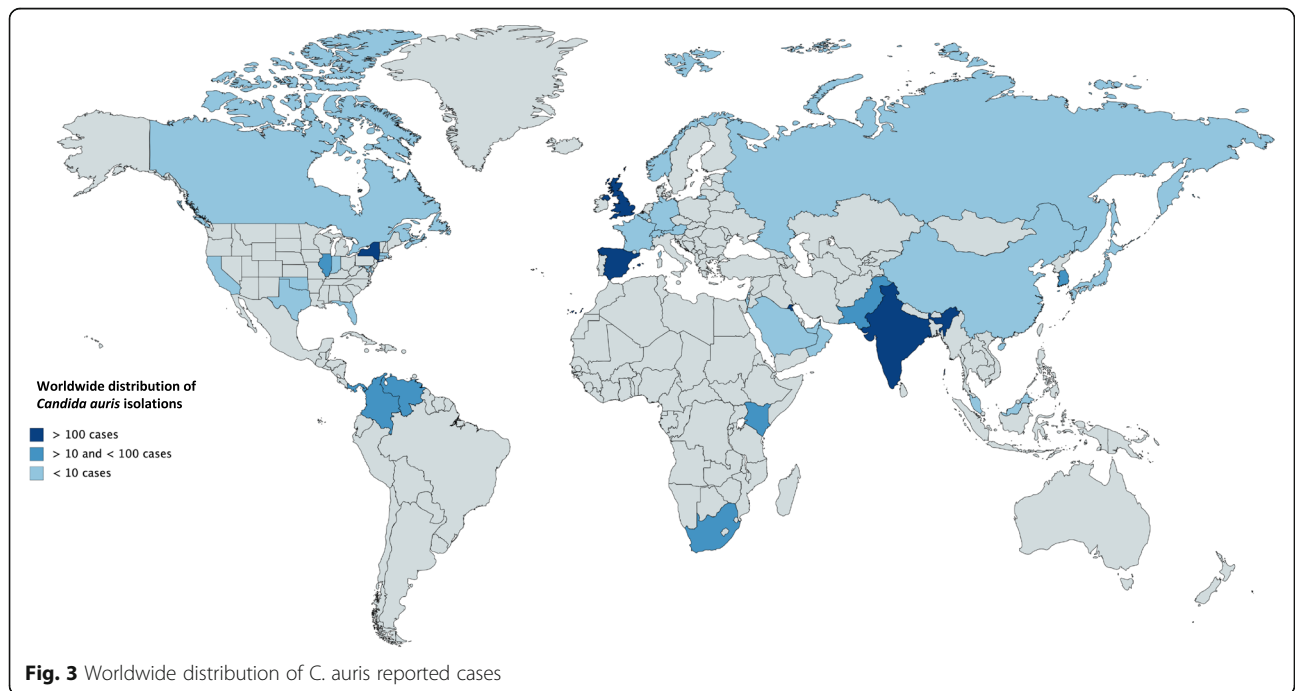 Worldwide distribution of
Candida auris isolations
> 100 cases
> 10 and < 100 cases
< 10 cases
Fig. 3 Worldwide distribution of C. auris reported cases